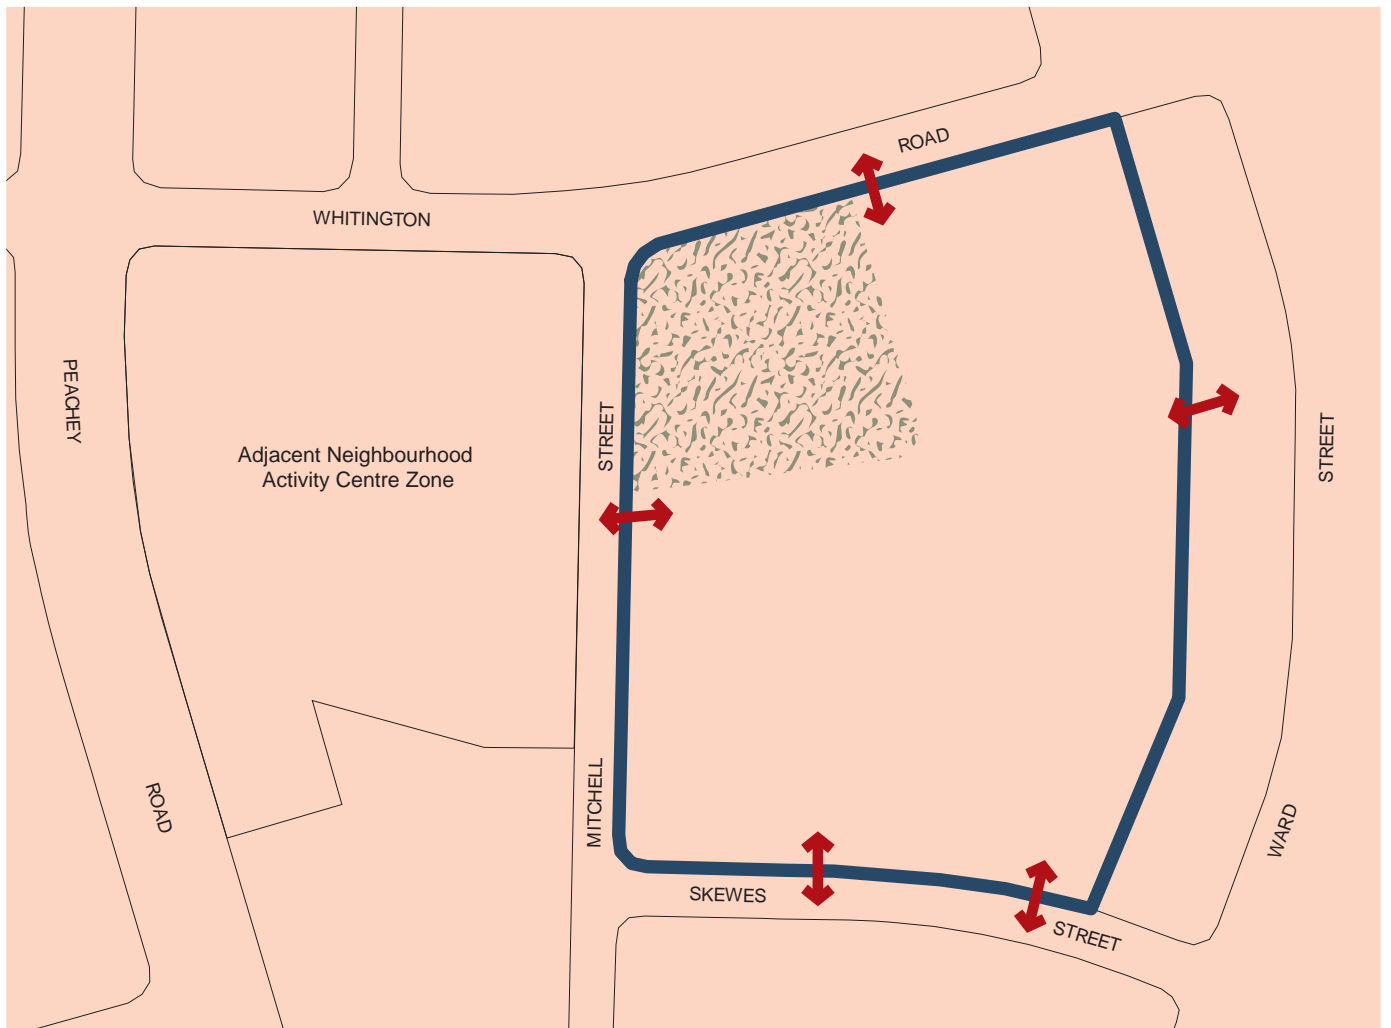 ROAD
WHITINGTON
PEACHEY
STREET
STREET
Adjacent Neighbourhood
Activity Centre Zone
ROAD
MITCHELL
WARD
SKEWES
STREET